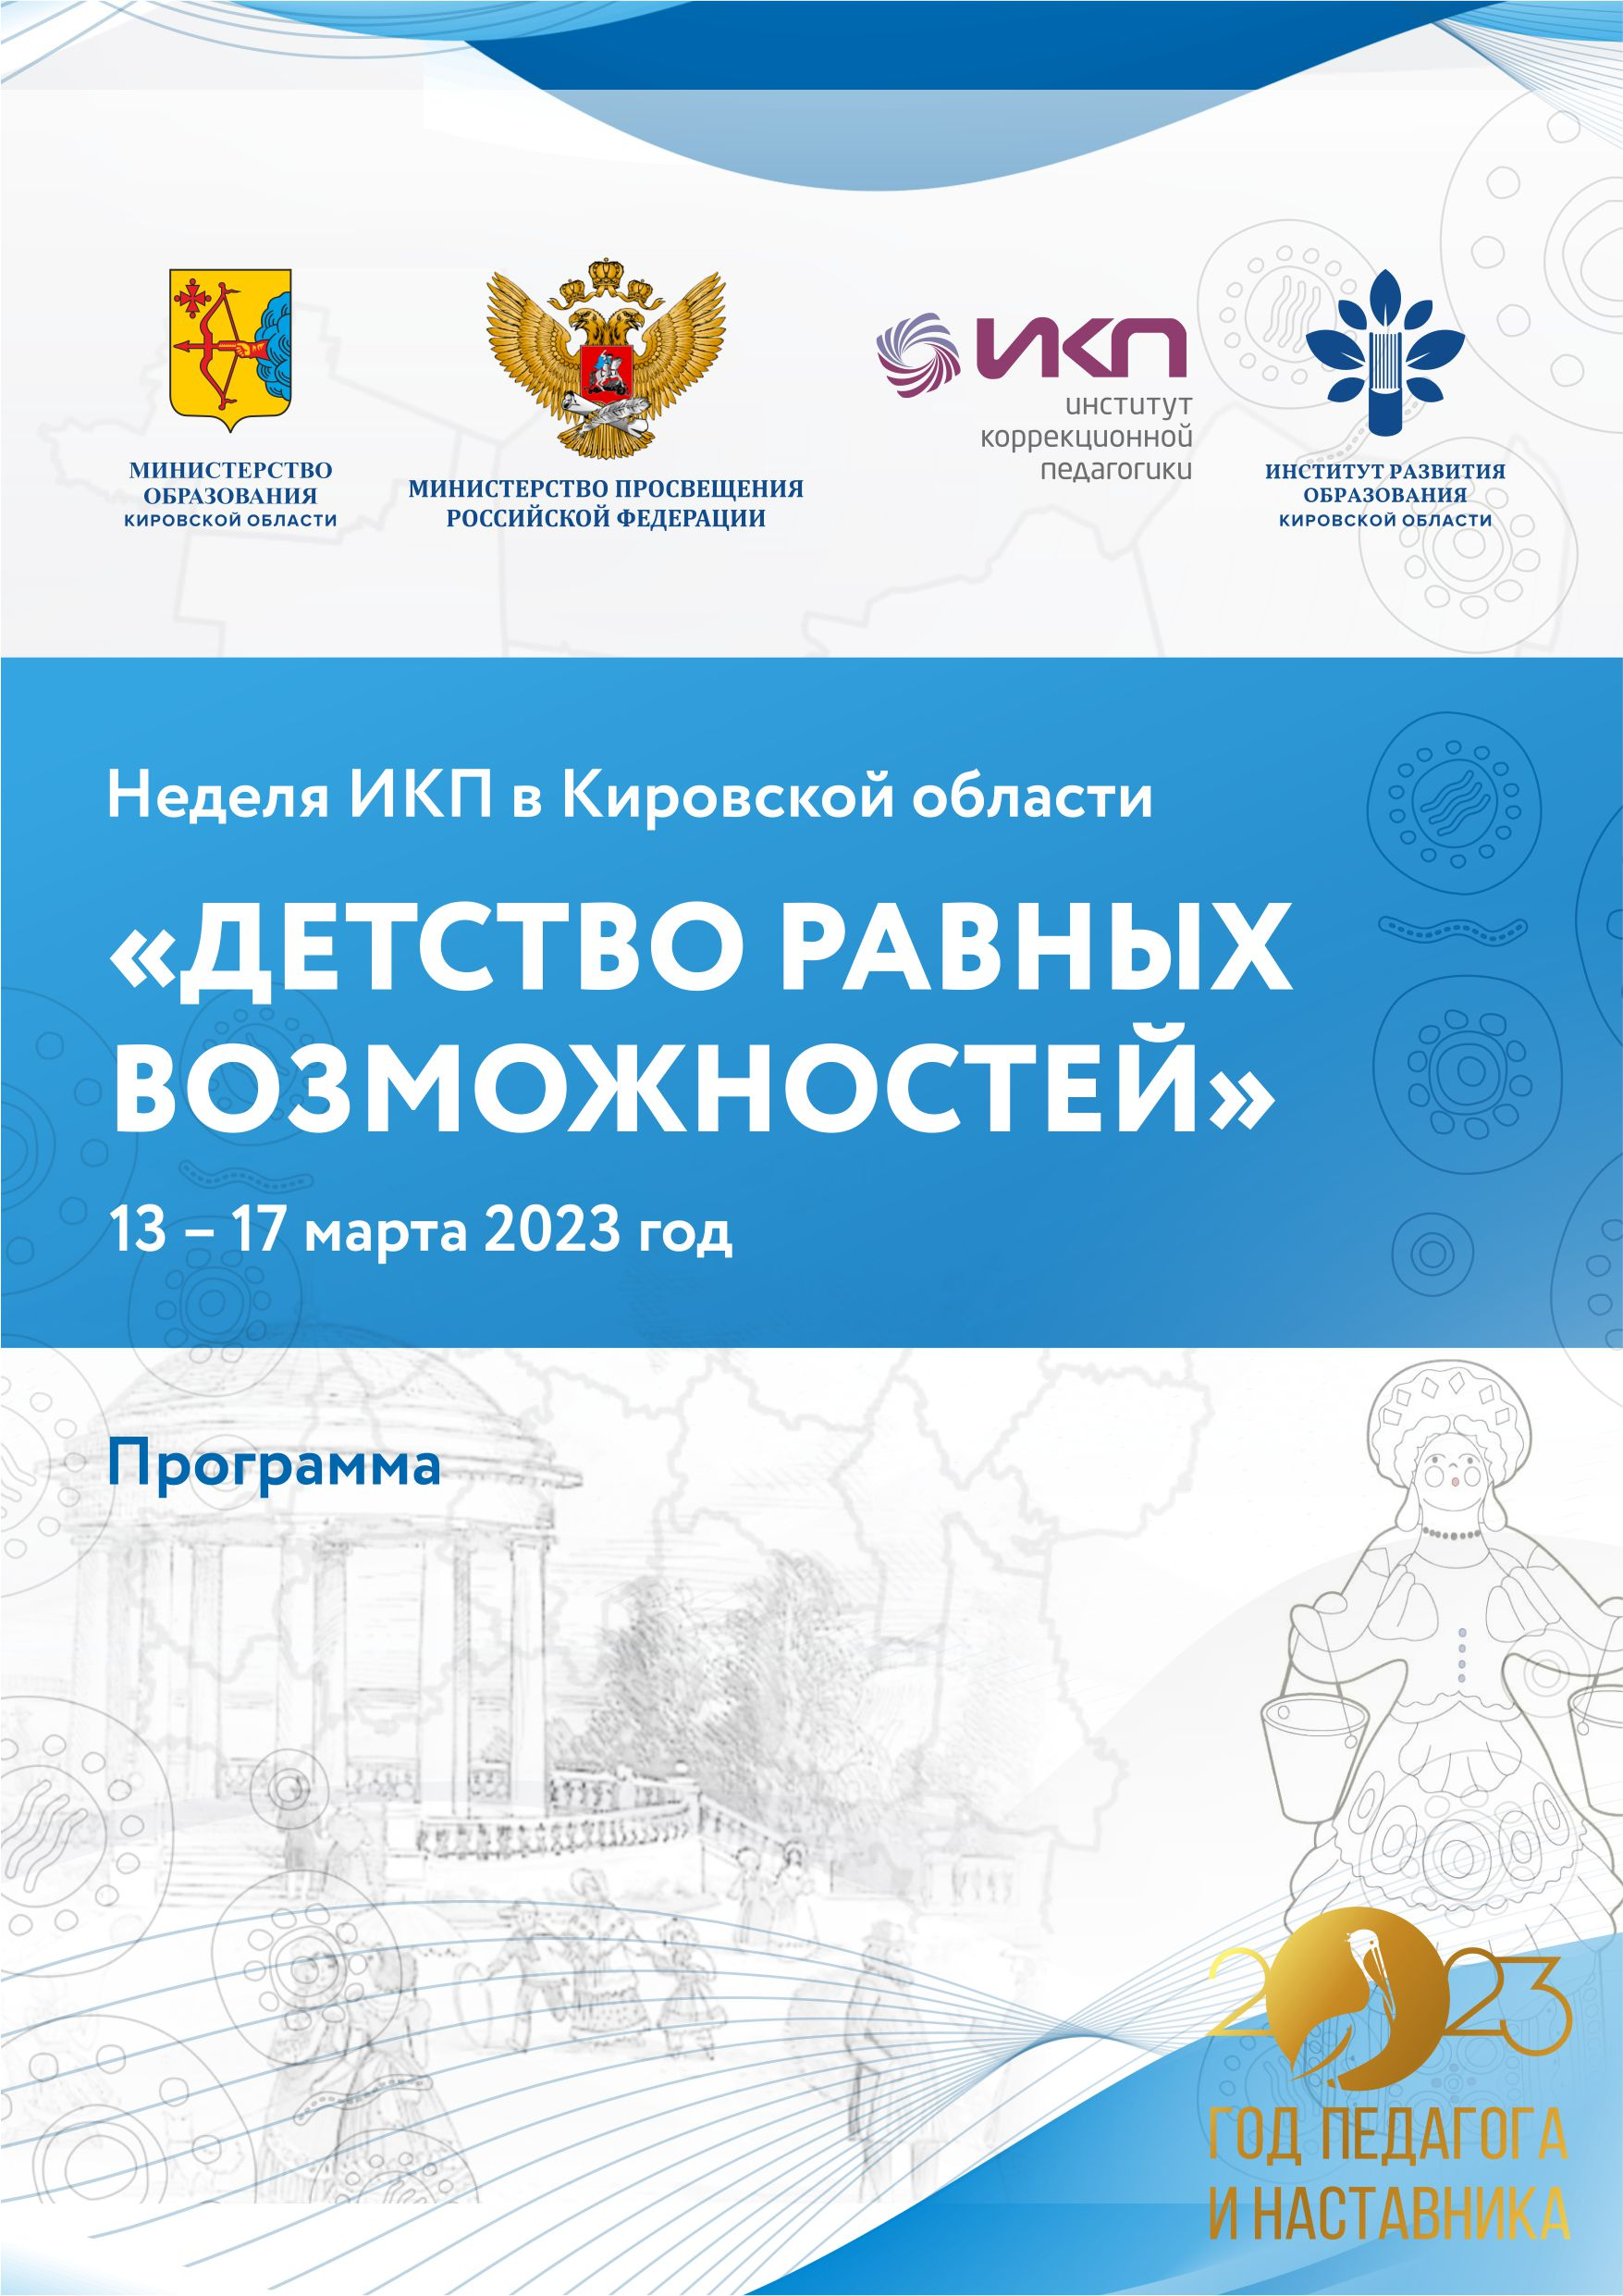 МИНИСТЕРСТВО
ОБРАЗОВАНИЯ
КИРОВСКОЙ ОБЛАСТИ
МИНИСТЕРСТВО ПРОСВЕЩЕНИЯ
РОССИЙСКОЙ ФЕДЕРАЦИИ
ИКП
институт
коррекционной
педагогики
ИНСТИТУТ РАЗВИТИЯ
ОБРАЗОВАНИЯ
КИРОВСКОЙ ОБЛАСТИ
Неделя ИКП в Кировской области
«ДЕТСТВО РАВНЫХ
ВОЗМОЖНОСТЕЙ»
13 – 17 марта 2023 год
Программа
2023
ГОД ПЕДАГОГА
И НАСТАВНИКА